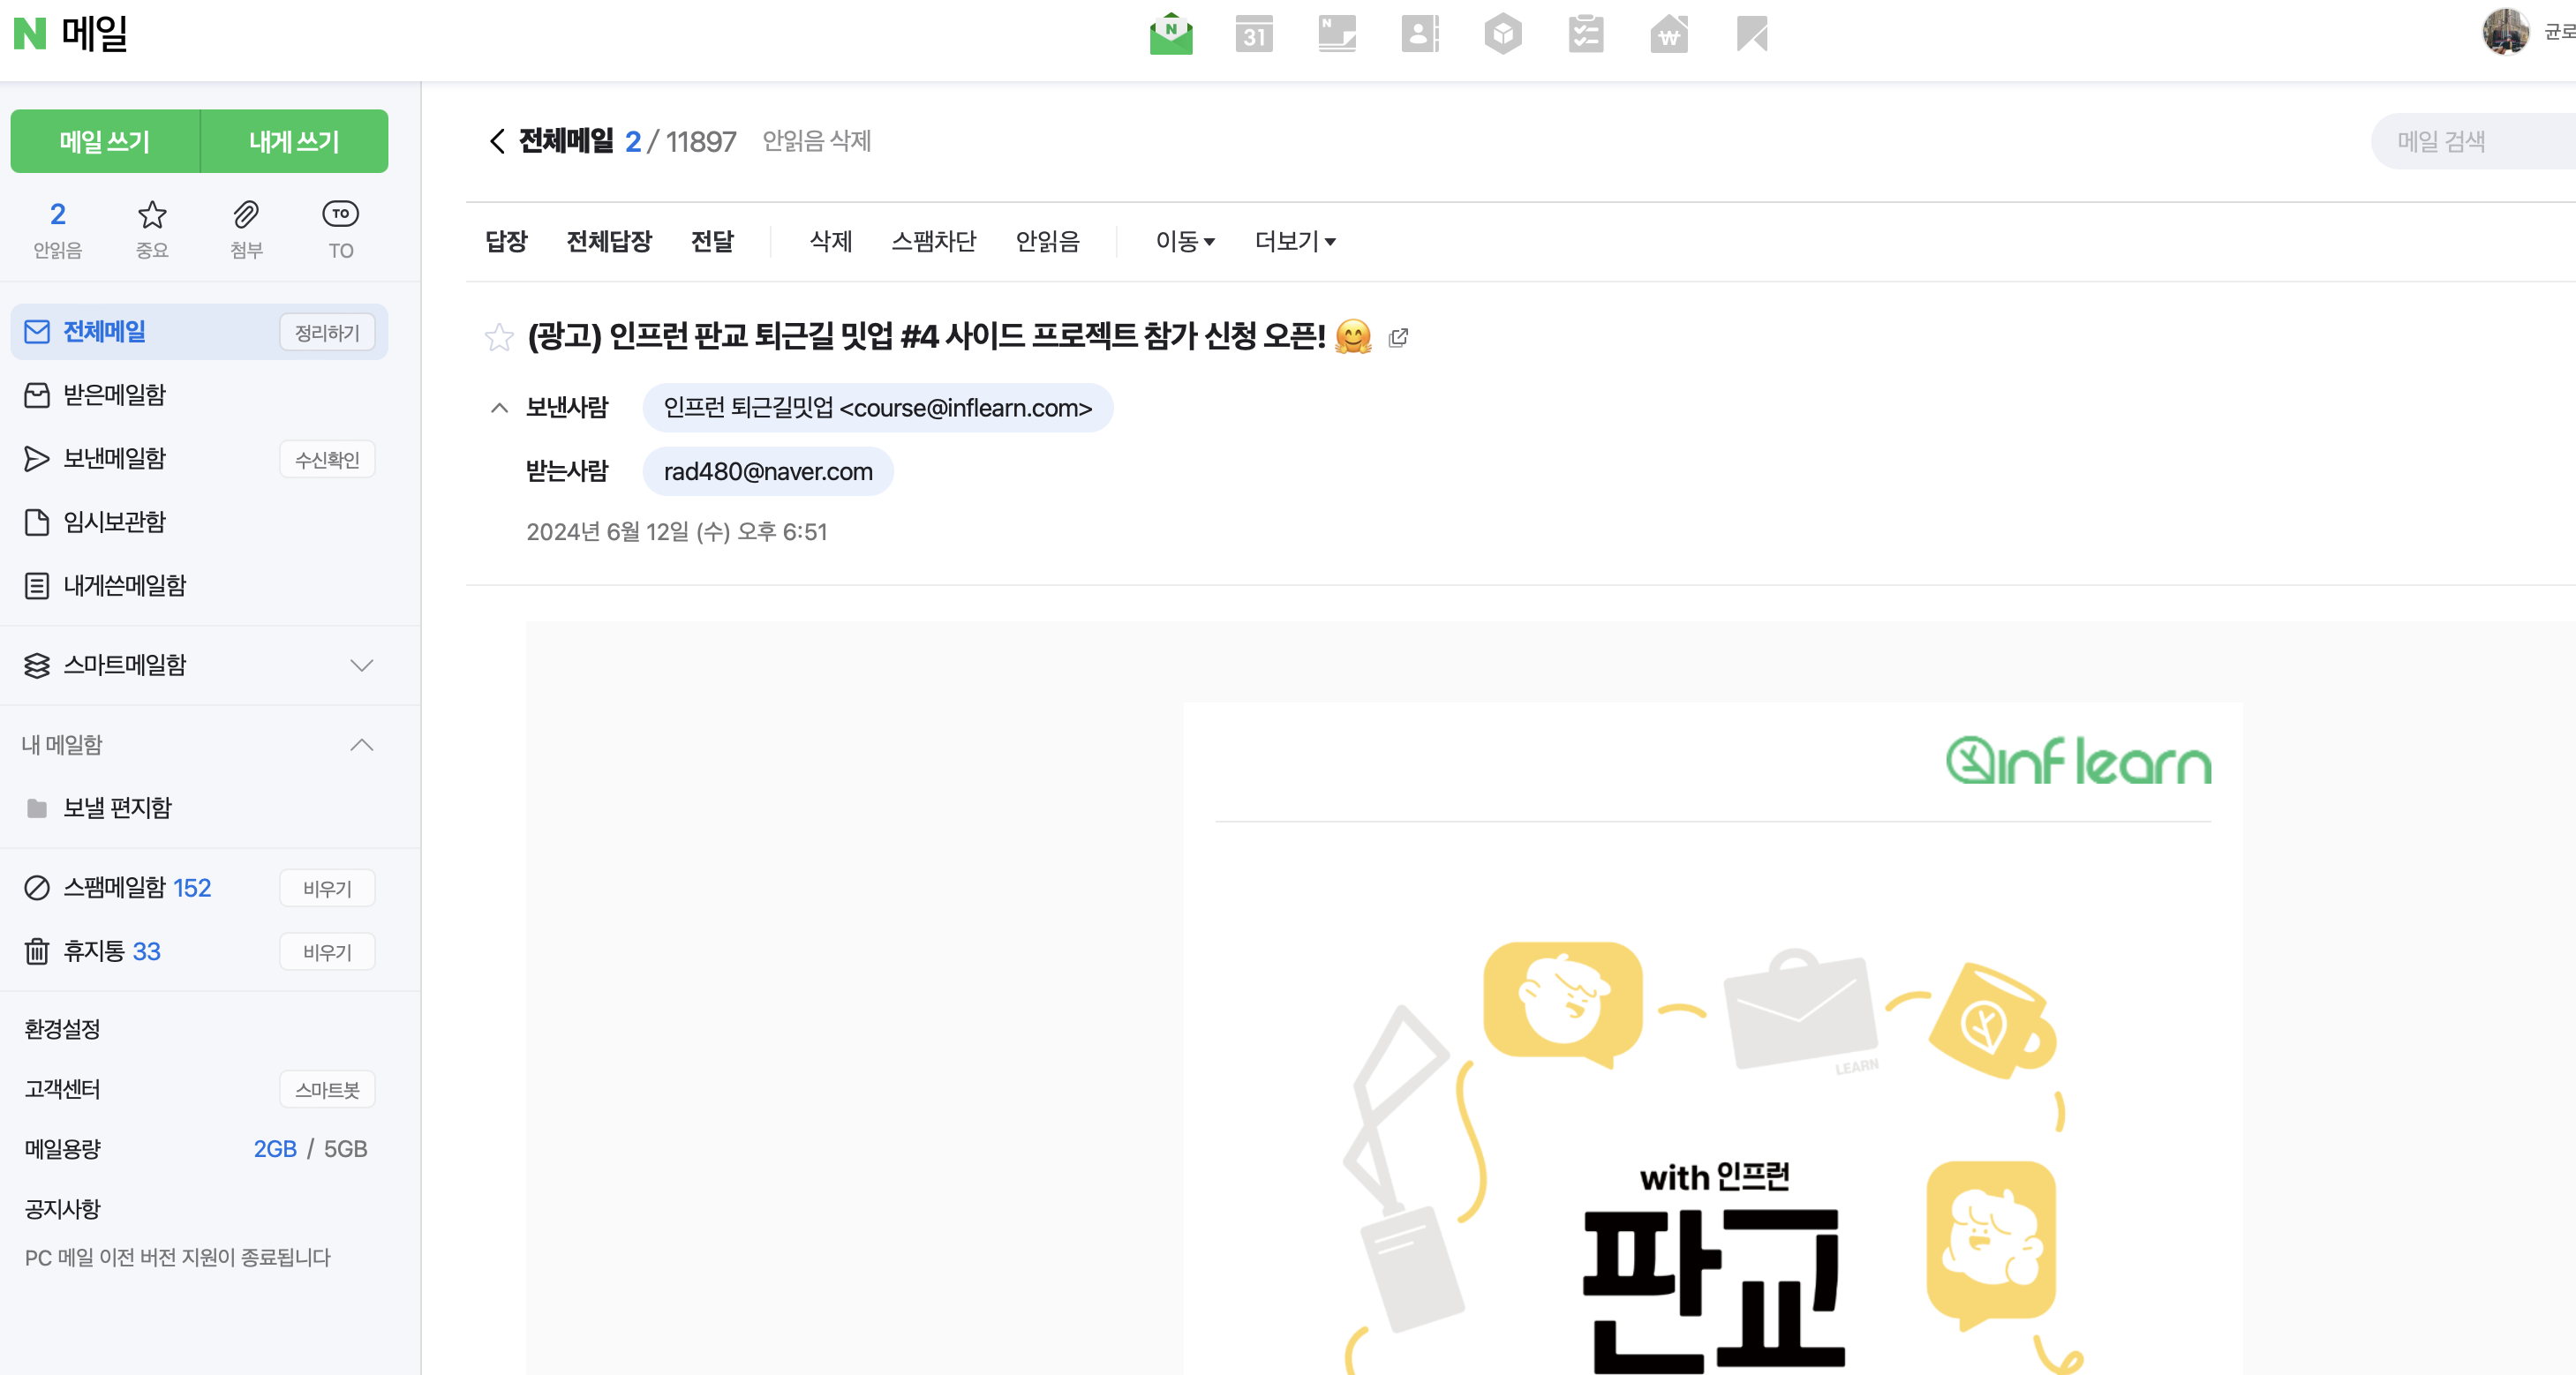 N 메일
31
N
균로
메일 쓰기 내게 쓰기
2 안읽음
중요
첨부
TO TO
전체메일 정리하기
받은메일함
보낸메일함 수신확인
임시보관함
내게쓴메일함
스마트메일함
내 메일함
보낼 편지함
스팸메일함 152 비우기
휴지통 33 비우기
환경설정
고객센터 스마트봇
메일용량 2GB / 5GB
공지사항
PC 메일 이전 버전 지원이 종료됩니다
전체메일 2 / 11897 안읽음 삭제
메일 검색
답장 전체답장 전달 삭제 스팸차단 안읽음 이동 더보기
(광고) 인프런 판교 퇴근길 밋업 #4 사이드 프로젝트 참가 신청 오픈! 🤗
보낸사람 인프런 퇴근길밋업 <course@inflearn.com>
받는사람 rad480@naver.com
2024년 6월 12일 (수) 오후 6:51
inflearn
LEARN
with 인프런
판교